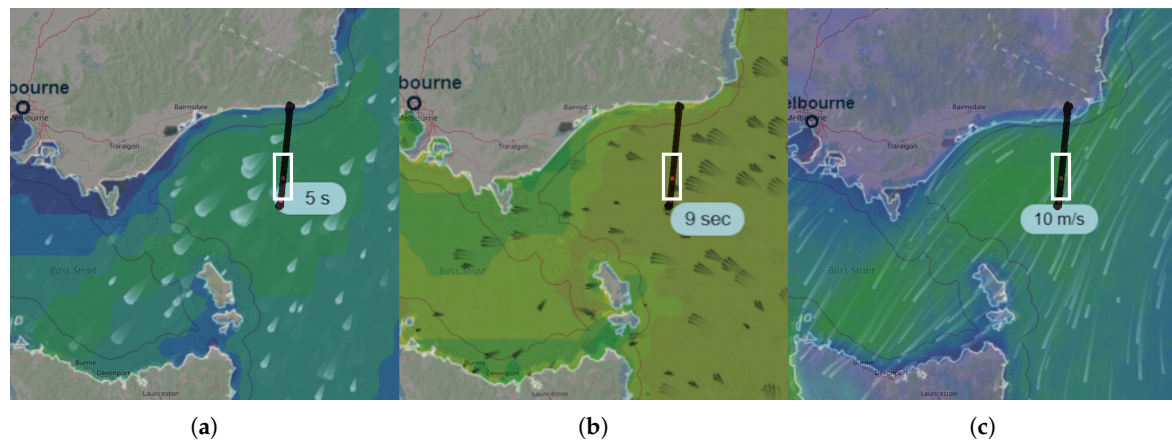 bourne
Melbourne
Bairnsdale
Traralgon
5 s
Bass Strait
Burnie
Devonport
Launceston
(a)
bourne
Melbourne
Bairnsdale
Traralgon
9 sec
Bass Strait
Burnie
Devonport
Launceston
(b)
elbourne
Melbourne
Bairnsdale
Traralgon
10 m/s
Bass Strait
Burnie
Devonport
Launceston
(c)